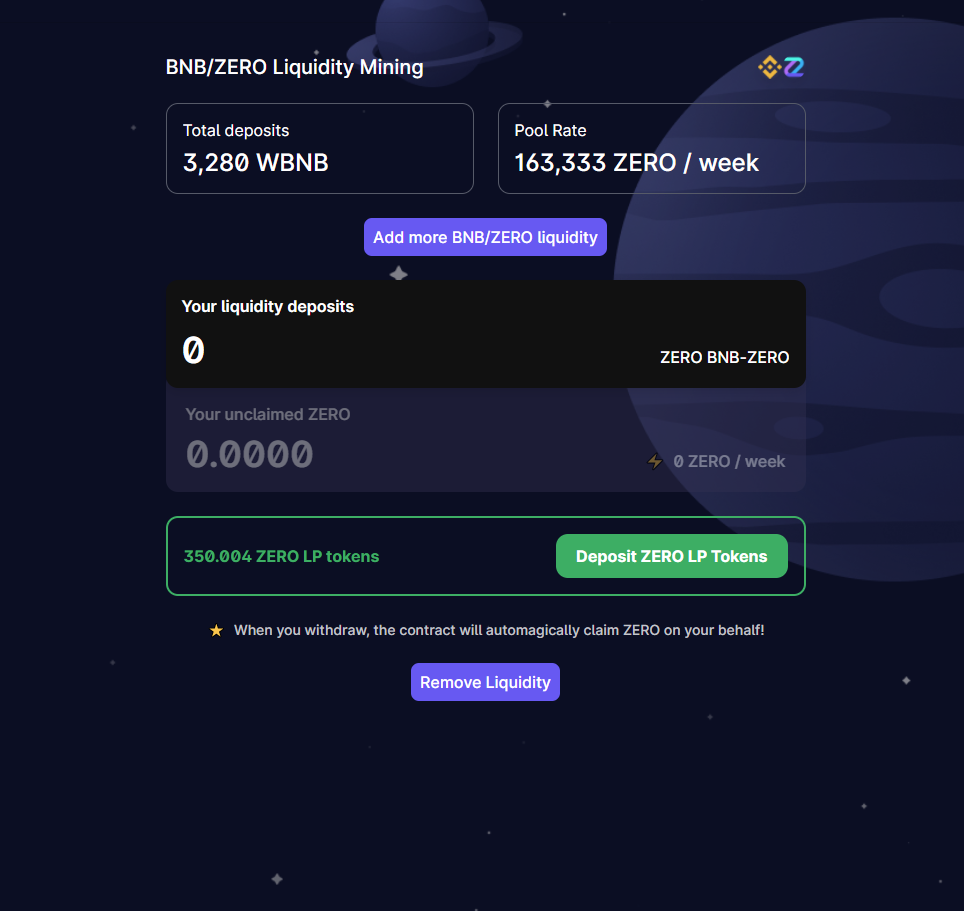 BNB/ZERO Liquidity Mining
Total deposits
3,280 WBNB
Pool Rate
163,333 ZERO / week
Add more BNB/ZERO liquidity
Your liquidity deposits
0
ZERO BNB-ZERO
Your unclaimed ZERO
0.0000
0 ZERO / week
350.004 ZERO LP tokens
Deposit ZERO LP Tokens
When you withdraw, the contract will automagically claim ZERO on your behalf!
Remove Liquidity